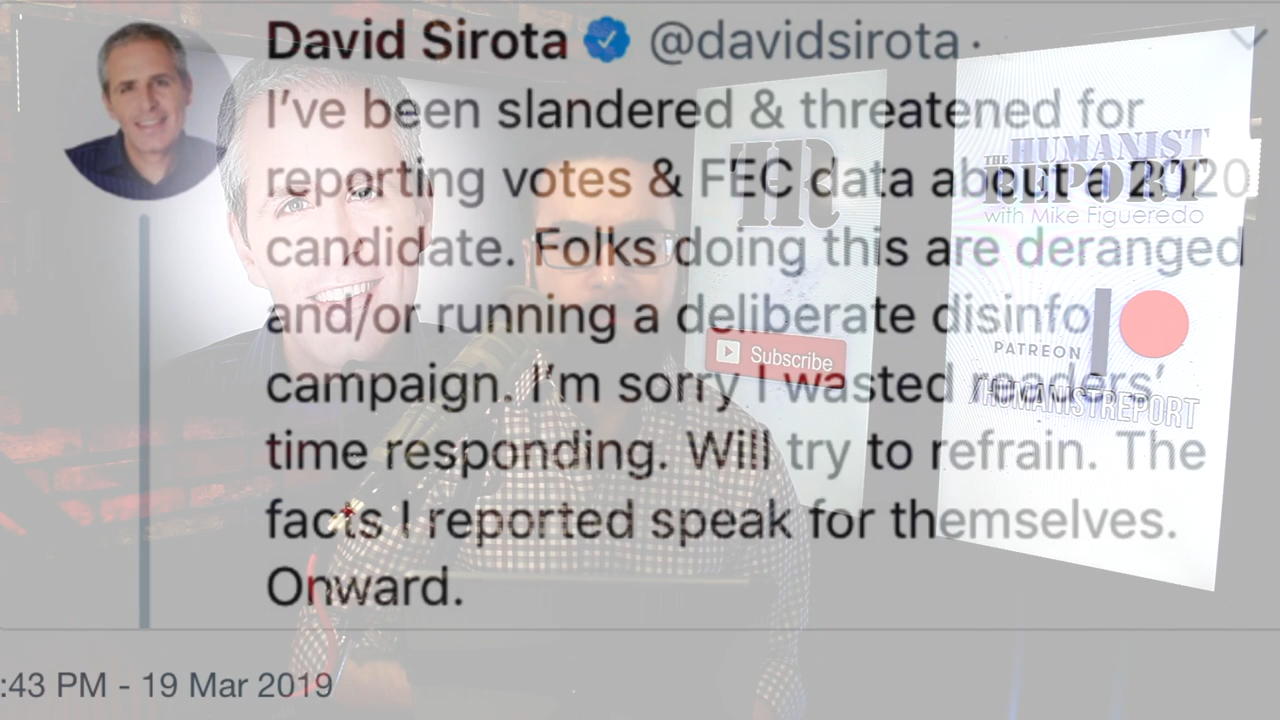 David Sirota @davidsirota ·
I've been slandered & threatened for
reporting votes & FEC data about a 2020
candidate. Folks doing this are deranged
and/or running a deliberate disinfo
campaign. I'm sorry I wasted readers'
time responding. Will try to refrain. The
facts I reported speak for themselves.
Onward.
:43 PM - 19 Mar 2019
HR
Subscribe
THE HUMANIST
REPORT
with Mike Figueredo
PATREON
/HUMANISTREPORT